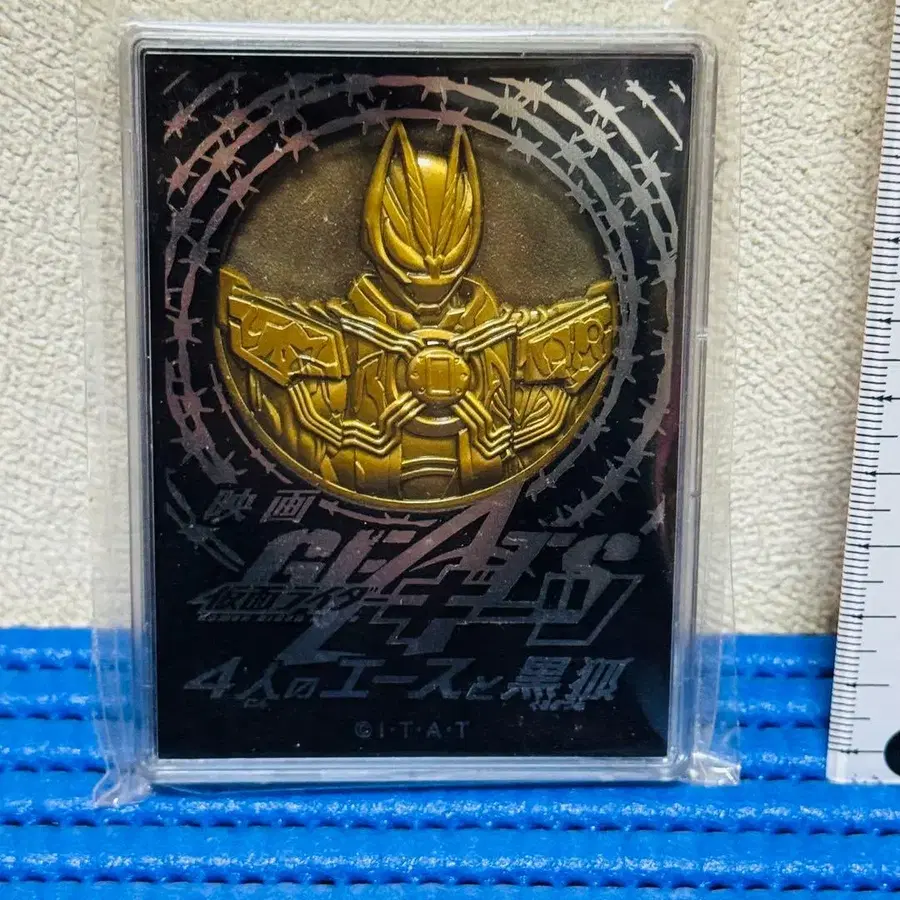 映画
GEATS
仮面ライダー
ギーツ
4人のエースと黒狐
©I・T・A・T